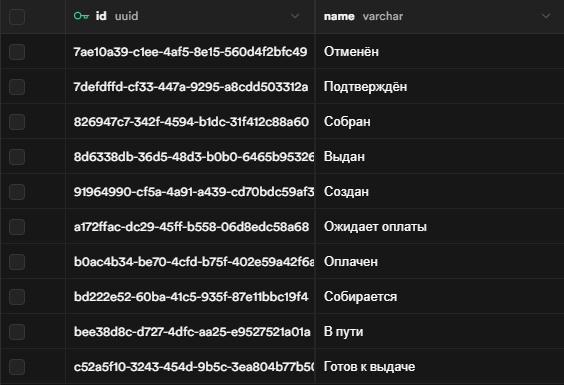 id uuid name varchar
7ae10a39-c1ee-4af5-8e15-560d4f2bfc49 Отменён
7defdffd-cf33-447a-9295-a8cdd503312a Подтверждён
826947c7-342f-4594-b1dc-31f412c88a60 Собран
8d6338db-36d5-48d3-b0b0-6465b95326 Выдан
91964990-cf5a-4a91-a439-cd70bdc59af3 Создан
a172ffac-dc29-45ff-b558-06d8edc58a68 Ожидает оплаты
b0ac4b34-be70-4cfd-b75f-402e59a42f6a Оплачен
bd222e52-60ba-41c5-935f-87e11bbc19f4 Собирается
bee38d8c-d727-4dfc-aa25-e9527521a01a В пути
c52a5f10-3243-454d-9b5c-3ea804b77b50 Готов к выдаче